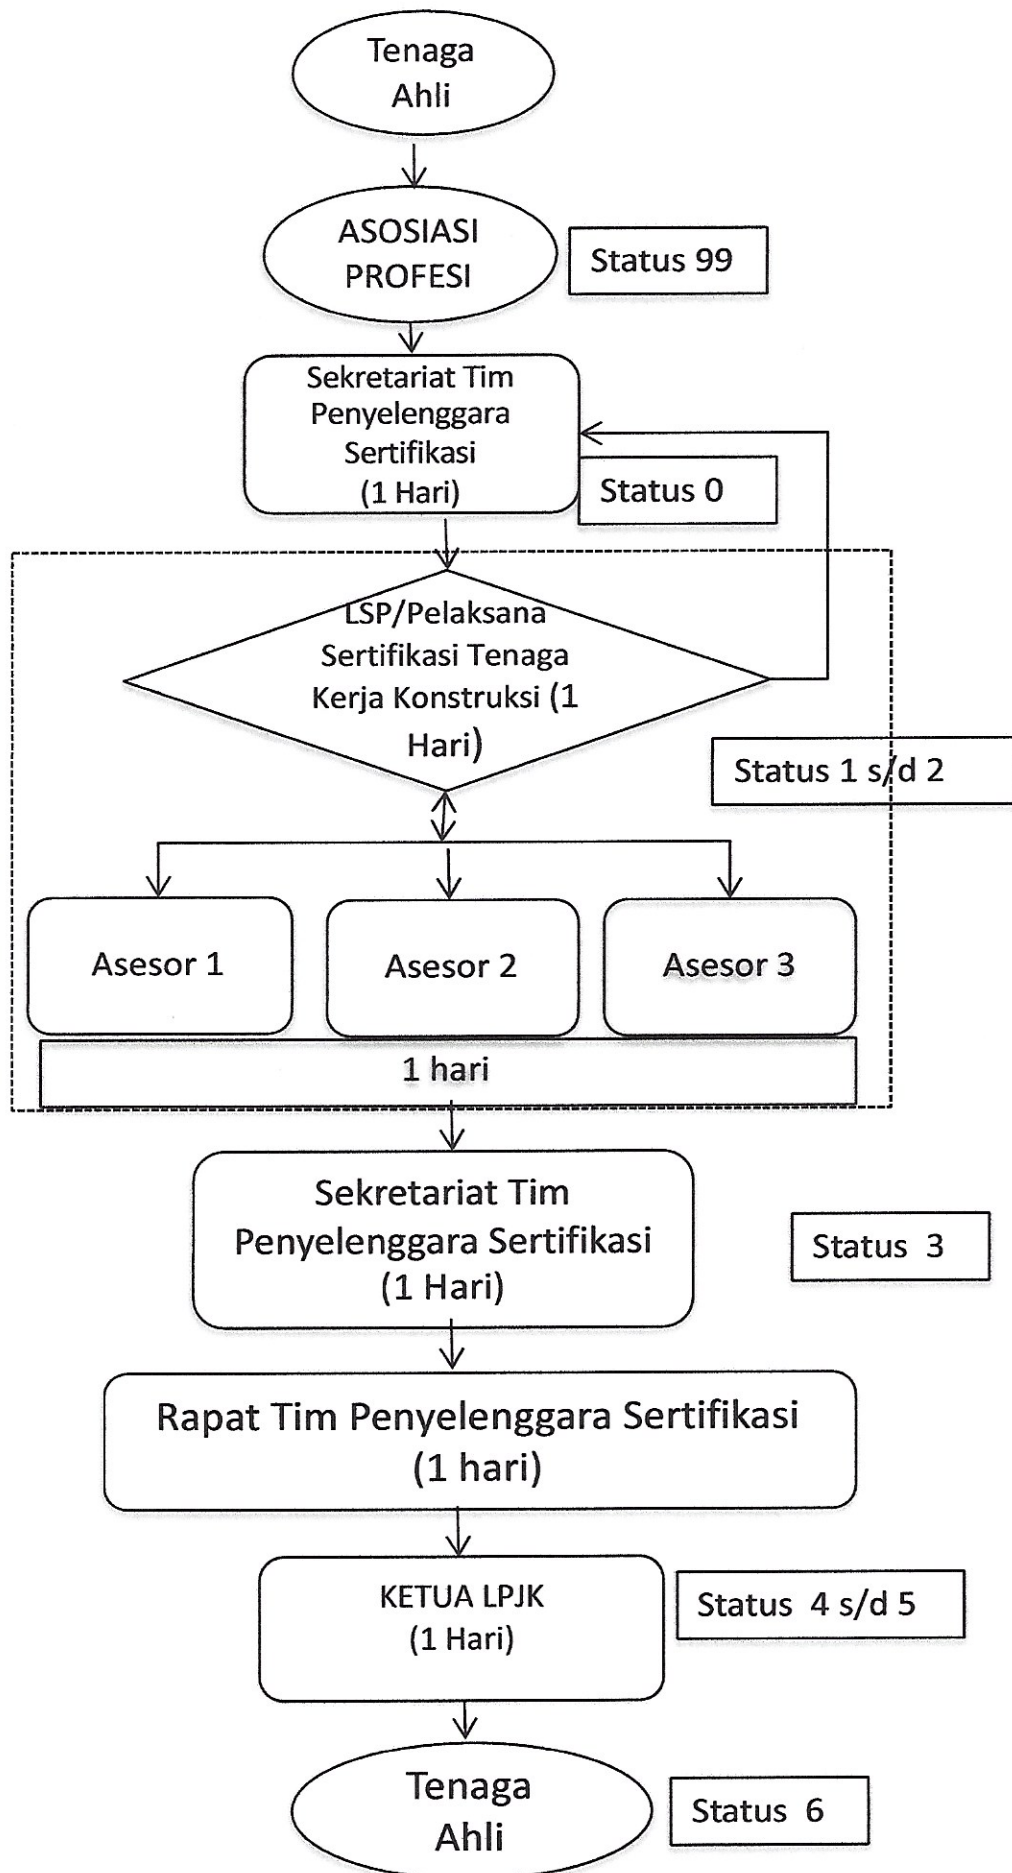 Tenaga
Ahli
ASOSIASI
PROFESI
Status 99
Sekretariat Tim
Penyelenggara
Sertifikasi
(1 Hari)
Status 0
LSP/Pelaksana
Sertifikasi Tenaga
Kerja Konstruksi (1
Hari)
Status 1 s/d 2
Asesor 1
Asesor 2
Asesor 3
1 hari
Sekretariat Tim
Penyelenggara Sertifikasi
(1 Hari)
Status 3
Rapat Tim Penyelenggara Sertifikasi
(1 hari)
KETUA LPJK
(1 Hari)
Status 4 s/d 5
Tenaga
Ahli
Status 6